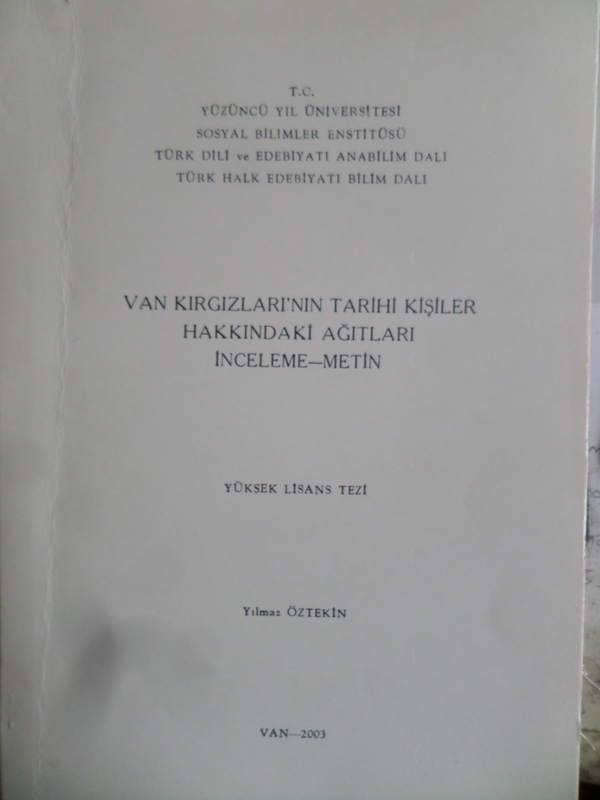 T.C.
YÜZÜNCÜ YIL ÜNİVERSİTESİ
SOSYAL BİLİMLER ENSTİTÜSÜ
TÜRK DİLİ ve EDEBİYATI ANABİLİM DALI
TÜRK HALK EDEBİYATI BİLİM DALI
VAN KIRGIZLARI'NIN TARİHİ KİŞİLER
HAKKINDAKİ AĞITLARI
İNCELEME—METİN
YÜKSEK LİSANS TEZİ
Yılmaz ÖZTEKİN
VAN—2003